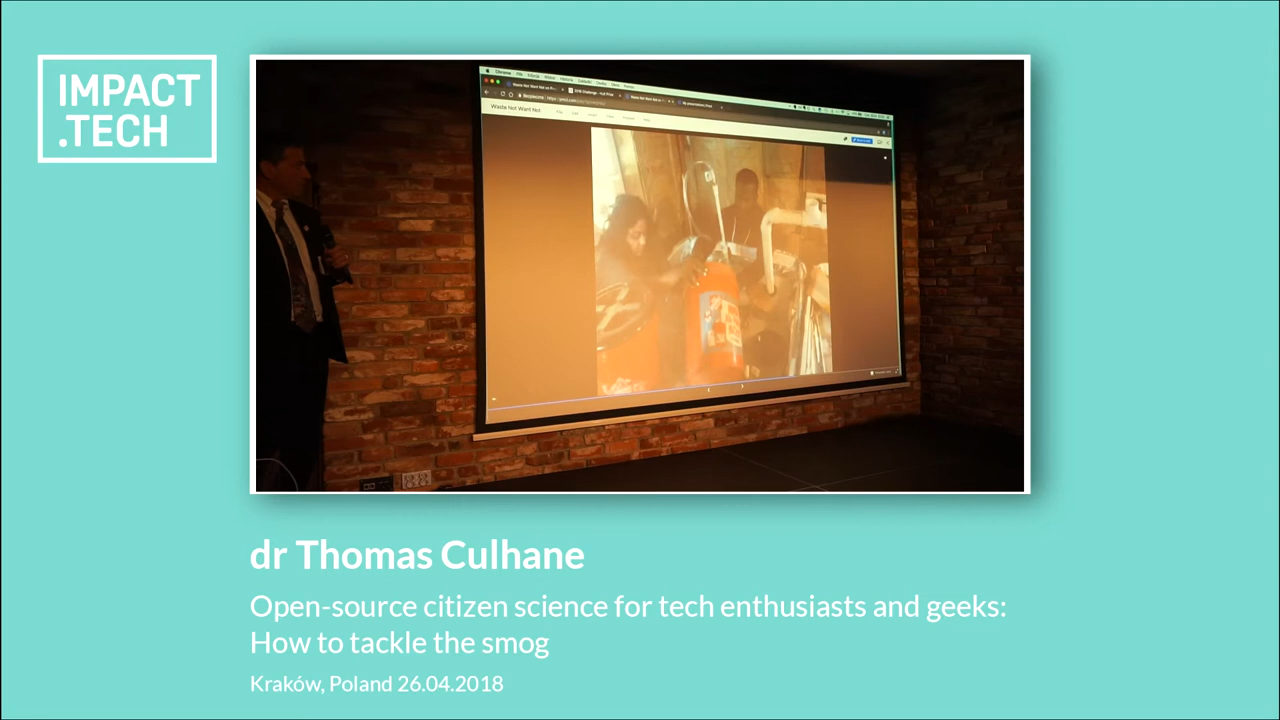 IMPACT
.TECH
Waste Not Want Not
dr Thomas Culhane
Open-source citizen science for tech enthusiasts and geeks:
How to tackle the smog
Kraków, Poland 26.04.2018